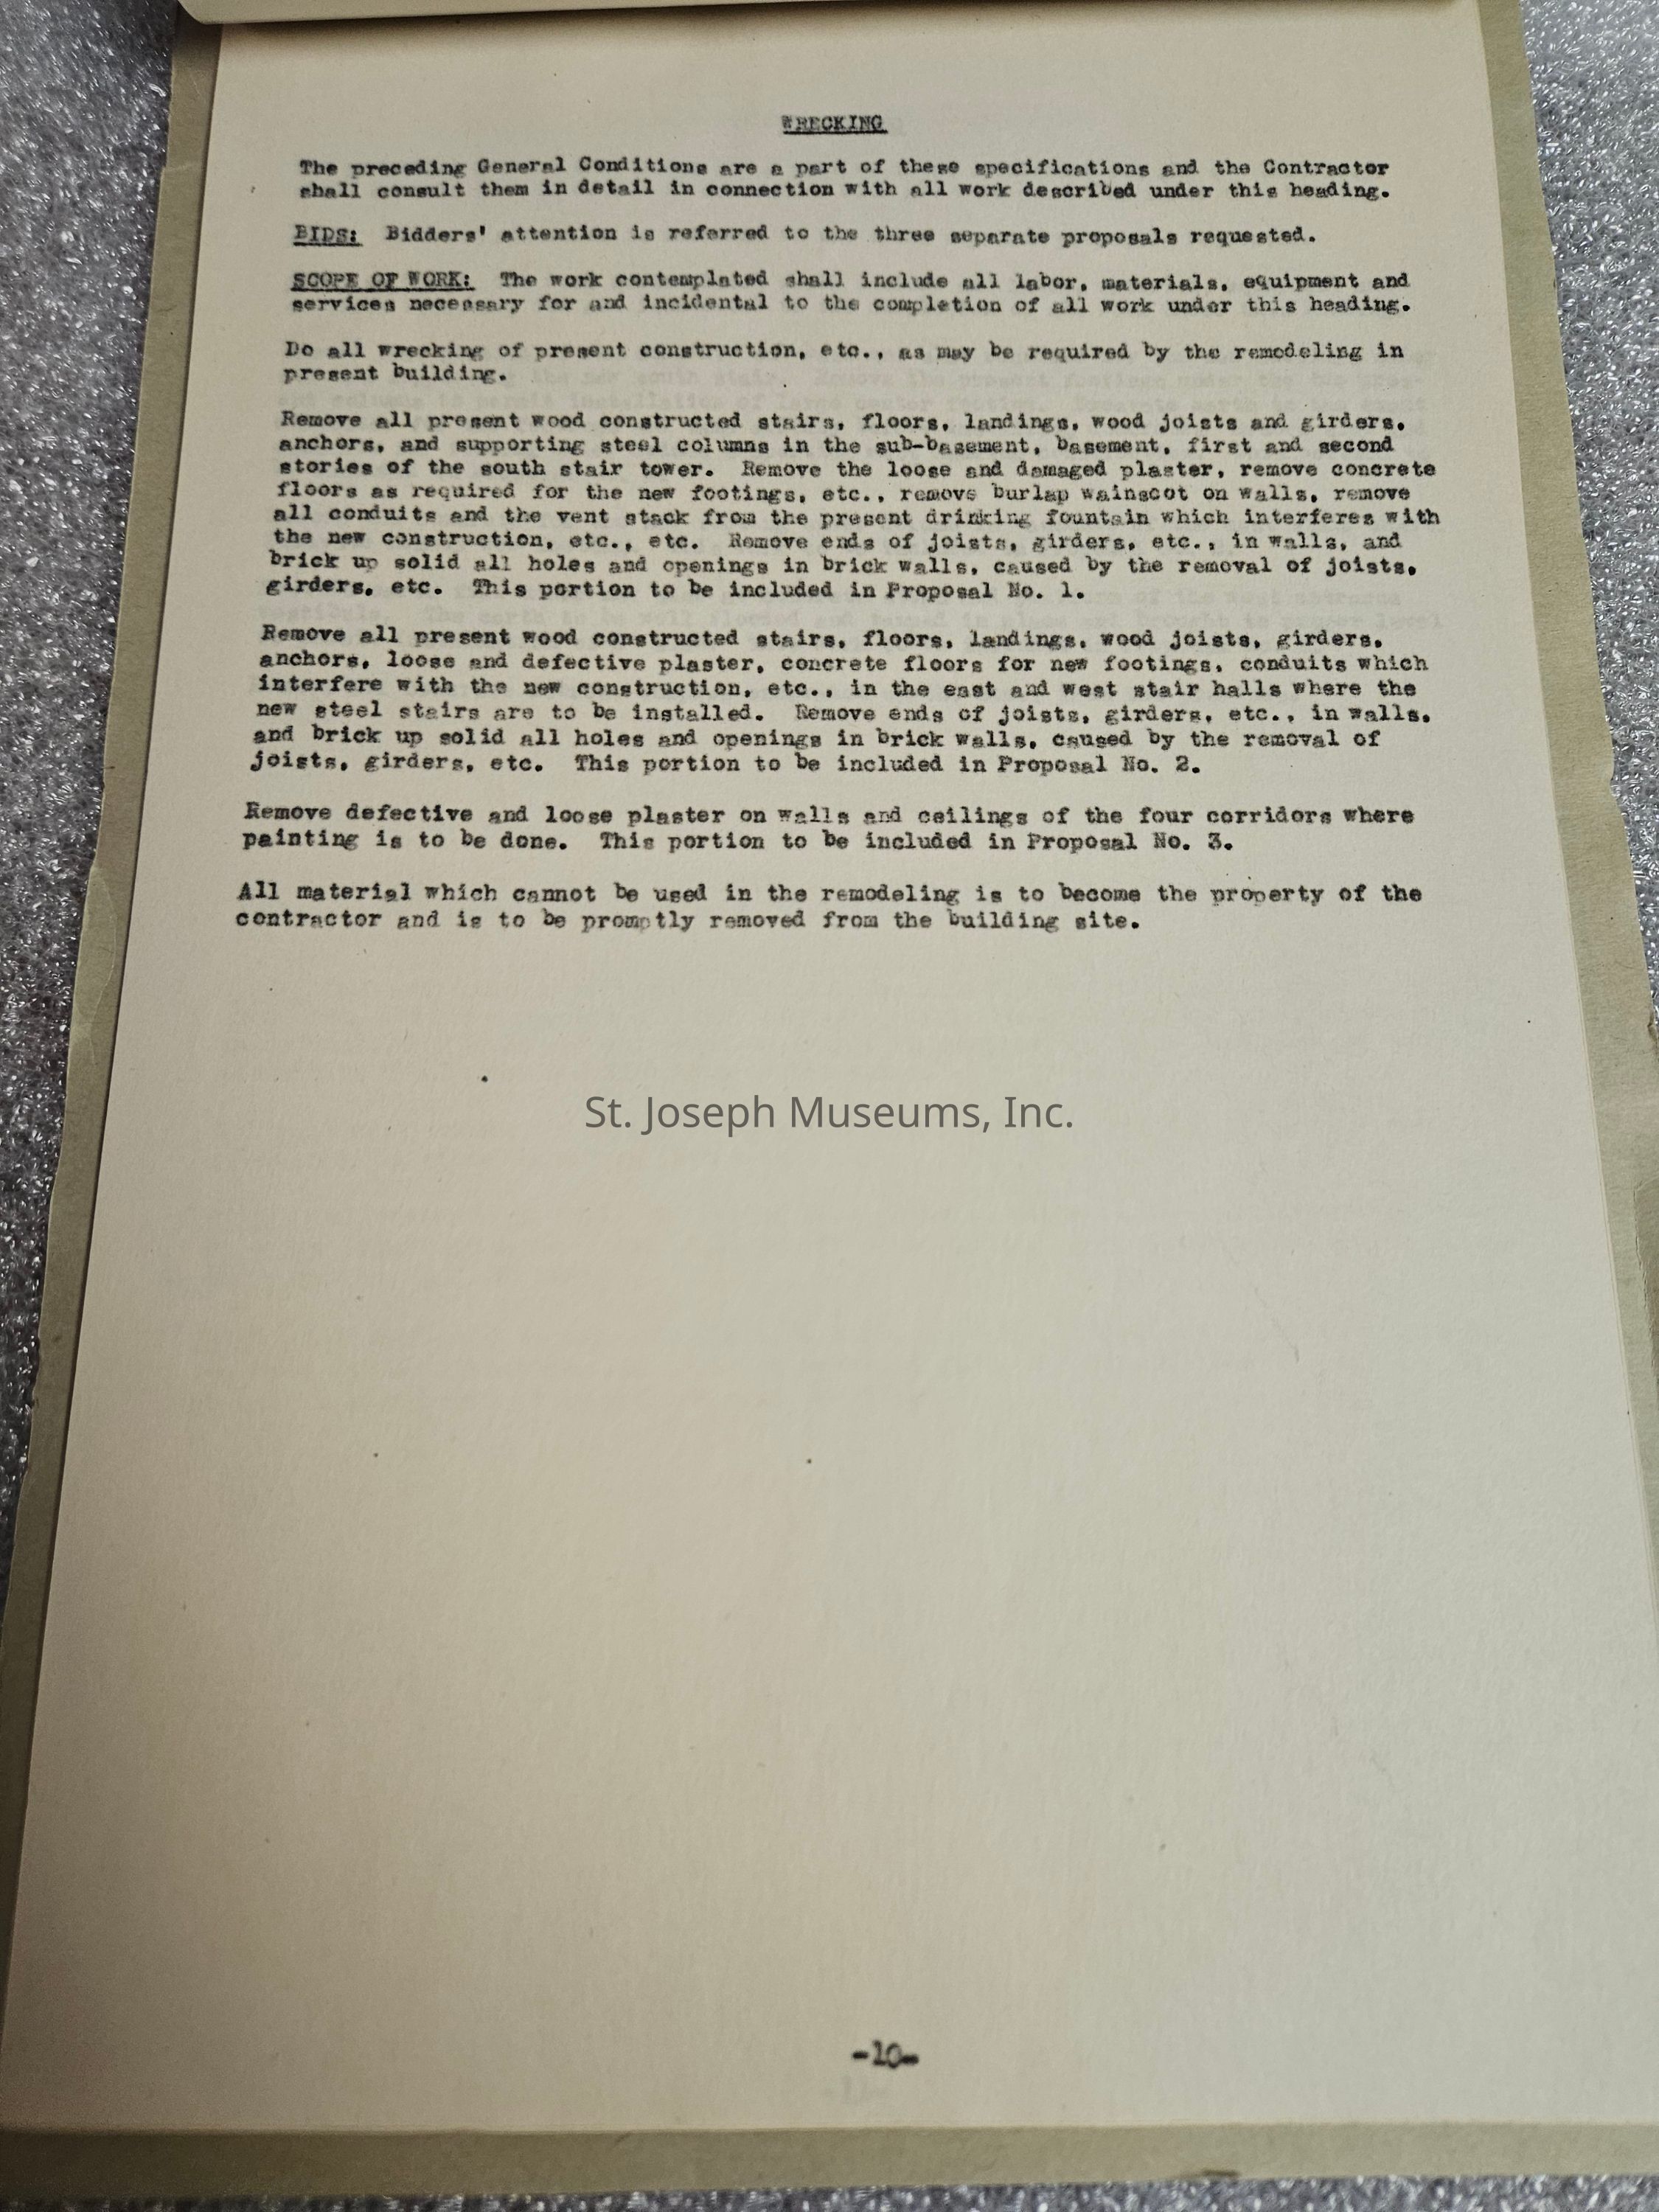 WRECKING
The preceding General Conditions are a part of these specifications and the Contractor
shall consult them in detail in connection with all work described under this heading.
BIDS: Bidders' attention is referred to the three separate proposals requested.
SCOPE OF WORK: The work contemplated shall include all labor, materials, equipment and
services necessary for and incidental to the completion of all work under this heading.
Do all wrecking of present construction, etc., as may be required by the remodeling in
present building.
Remove all present wood constructed stairs, floors, landings, wood joists and girders,
anchors, and supporting steel columns in the sub-basement, basement, first and second
stories of the south stair tower. Remove the loose and damaged plaster, remove concrete
floors as required for the new footings, etc., remove burlap wainscot on walls, remove
all conduits and the vent stack from the present drinking fountain which interferes with
the new construction, etc., etc. Remove ends of joists, girders, etc., in walls, and
brick up solid all holes and openings in brick walls, caused by the removal of joists,
girders, etc. This portion to be included in Proposal No. 1.
Remove all present wood constructed stairs, floors, landings, wood joists, girders,
anchors, loose and defective plaster, concrete floors for new footings, conduits which
interfere with the new construction, etc., in the east and west stair halls where the
new steel stairs are to be installed. Remove ends of joists, girders, etc., in walls,
and brick up solid all holes and openings in brick walls, caused by the removal of
joists, girders, etc. This portion to be included in Proposal No. 2.
Remove defective and loose plaster on walls and ceilings of the four corridors where
painting is to be done. This portion to be included in Proposal No. 3.
All material which cannot be used in the remodeling is to become the property of the
contractor and is to be promptly removed from the building site.
St. Joseph Museums, Inc.
-10-